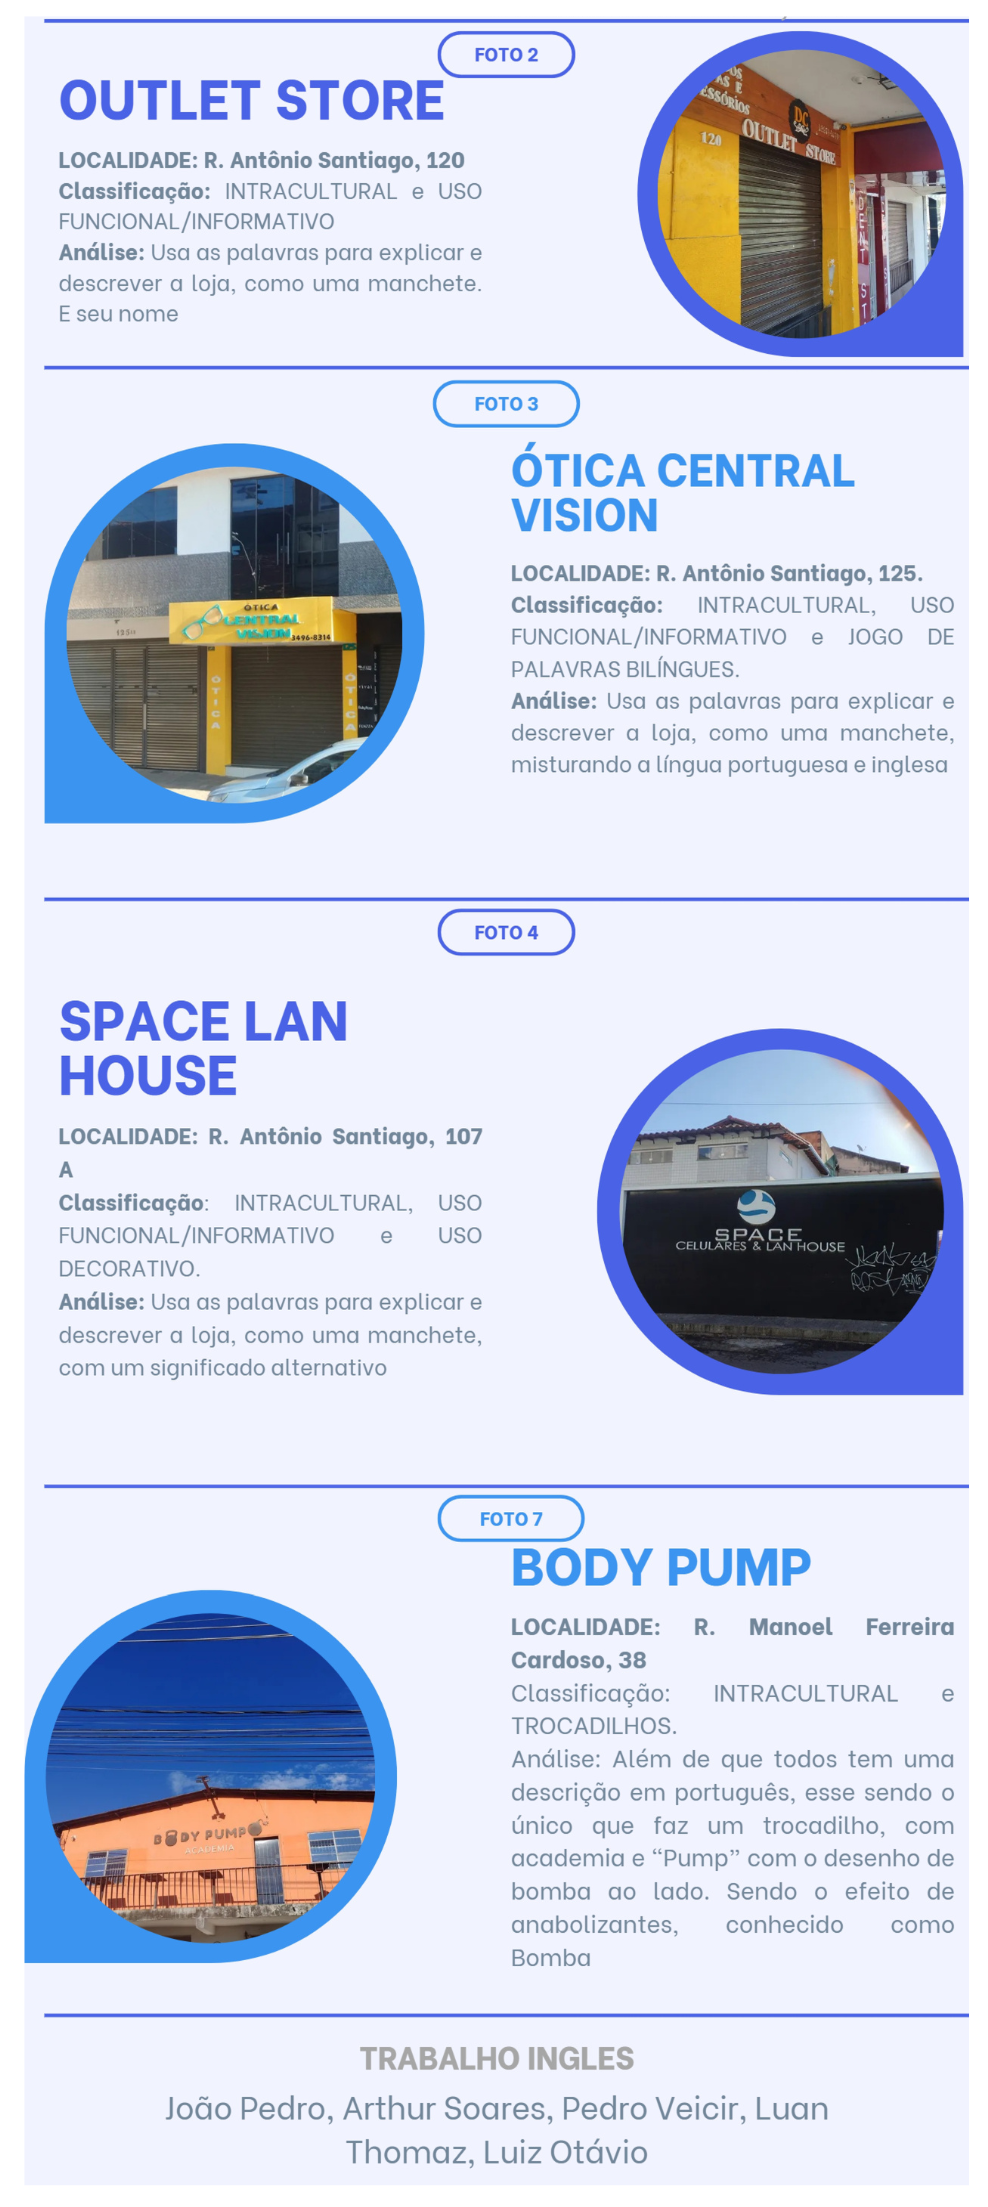 FOTO 2
OUTLET STORE
LOCALIDADE: R. Antônio Santiago, 120
Classificação: INTRACULTURAL e USO
FUNCIONAL/INFORMATIVO
Análise: Usa as palavras para explicar e
descrever a loja, como uma manchete.
E seu nome
ESSÓRIOS
DG
120
OUTLET STORE
FOTO 3
ÓTICA CENTRAL
VISION
LOCALIDADE: R. Antônio Santiago, 125.
Classificação: INTRACULTURAL, USO
FUNCIONAL/INFORMATIVO e JOGO DE
PALAVRAS BILÍNGUES.
Análise: Usa as palavras para explicar e
descrever a loja, como uma manchete,
misturando a língua portuguesa e inglesa
ÓTICA
CENTRAL
VISION
3496-8314
ÓTICA
ÓTICA
FOTO 4
SPACE LAN
HOUSE
LOCALIDADE: R. Antônio Santiago, 107
A
Classificação: INTRACULTURAL, USO
FUNCIONAL/INFORMATIVO e USO
DECORATIVO.
Análise: Usa as palavras para explicar e
descrever a loja, como uma manchete,
com um significado alternativo
SPACE
CELULARES & LAN HOUSE
FOTO 7
BODY PUMP
LOCALIDADE: R. Manoel Ferreira
Cardoso, 38
Classificação: INTRACULTURAL e
TROCADILHOS.
Análise: Além de que todos tem uma
descrição em português, esse sendo o
único que faz um trocadilho, com
academia e “Pump” com o desenho de
bomba ao lado. Sendo o efeito de
anabolizantes, conhecido como
Bomba
BODY PUMP
ACADEMIA
TRABALHO INGLES
João Pedro, Arthur Soares, Pedro Veicir, Luan
Thomaz, Luiz Otávio